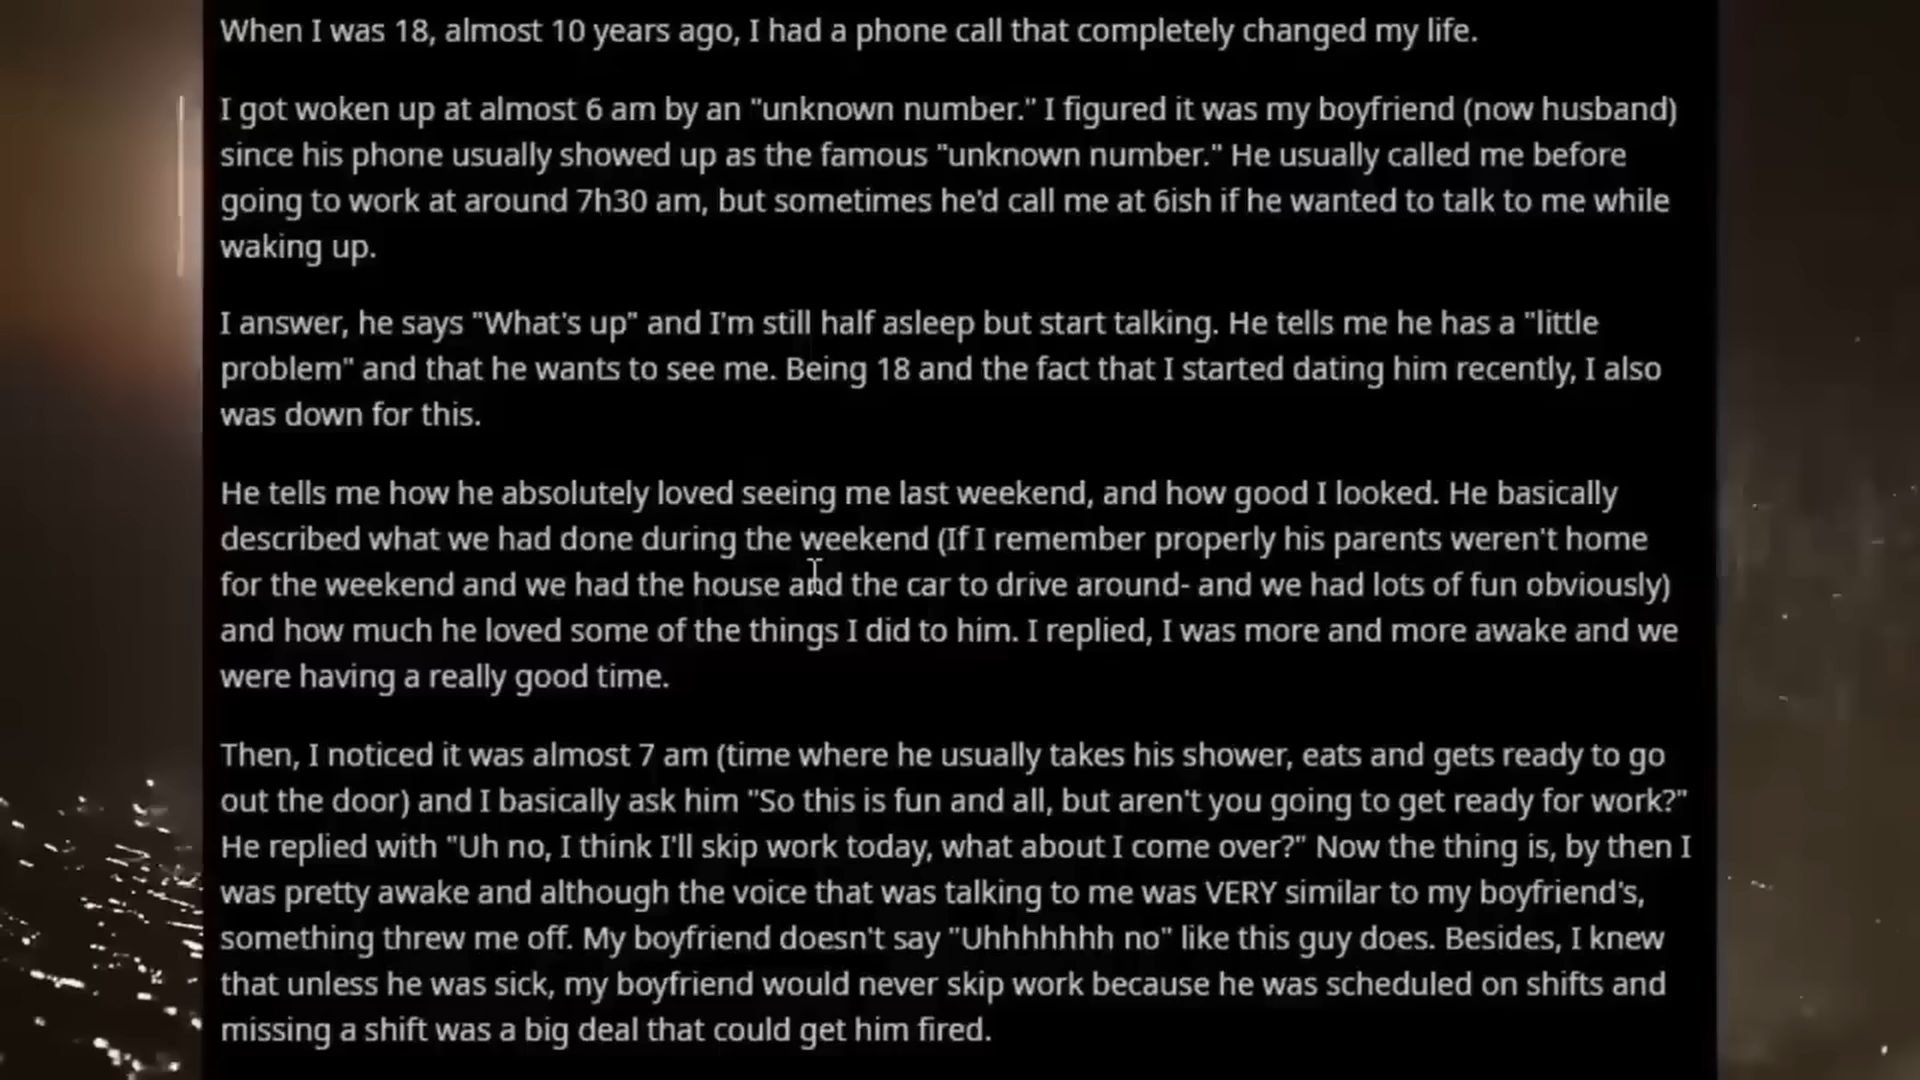 When I was 18, almost 10 years ago, I had a phone call that completely changed my life.
I got woken up at almost 6 am by an "unknown number." I figured it was my boyfriend (now husband)
since his phone usually showed up as the famous "unknown number." He usually called me before
going to work at around 7h30 am, but sometimes he'd call me at 6ish if he wanted to talk to me while
waking up.
I answer, he says "What's up" and I'm still half asleep but start talking. He tells me he has a "little
problem" and that he wants to see me. Being 18 and the fact that I started dating him recently, I also
was down for this.
He tells me how he absolutely loved seeing me last weekend, and how good I looked. He basically
described what we had done during the weekend (If I remember properly his parents weren't home
for the weekend and we had the house and the car to drive around- and we had lots of fun obviously)
and how much he loved some of the things I did to him. I replied, I was more and more awake and we
were having a really good time.
Then, I noticed it was almost 7 am (time where he usually takes his shower, eats and gets ready to go
out the door) and I basically ask him "So this is fun and all, but aren't you going to get ready for work?"
He replied with "Uh no, I think I'll skip work today, what about I come over?" Now the thing is, by then I
was pretty awake and although the voice that was talking to me was VERY similar to my boyfriend's,
something threw me off. My boyfriend doesn't say "Uhhhhhhh no" like this guy does. Besides, I knew
that unless he was sick, my boyfriend would never skip work because he was scheduled on shifts and
missing a shift was a big deal that could get him fired.